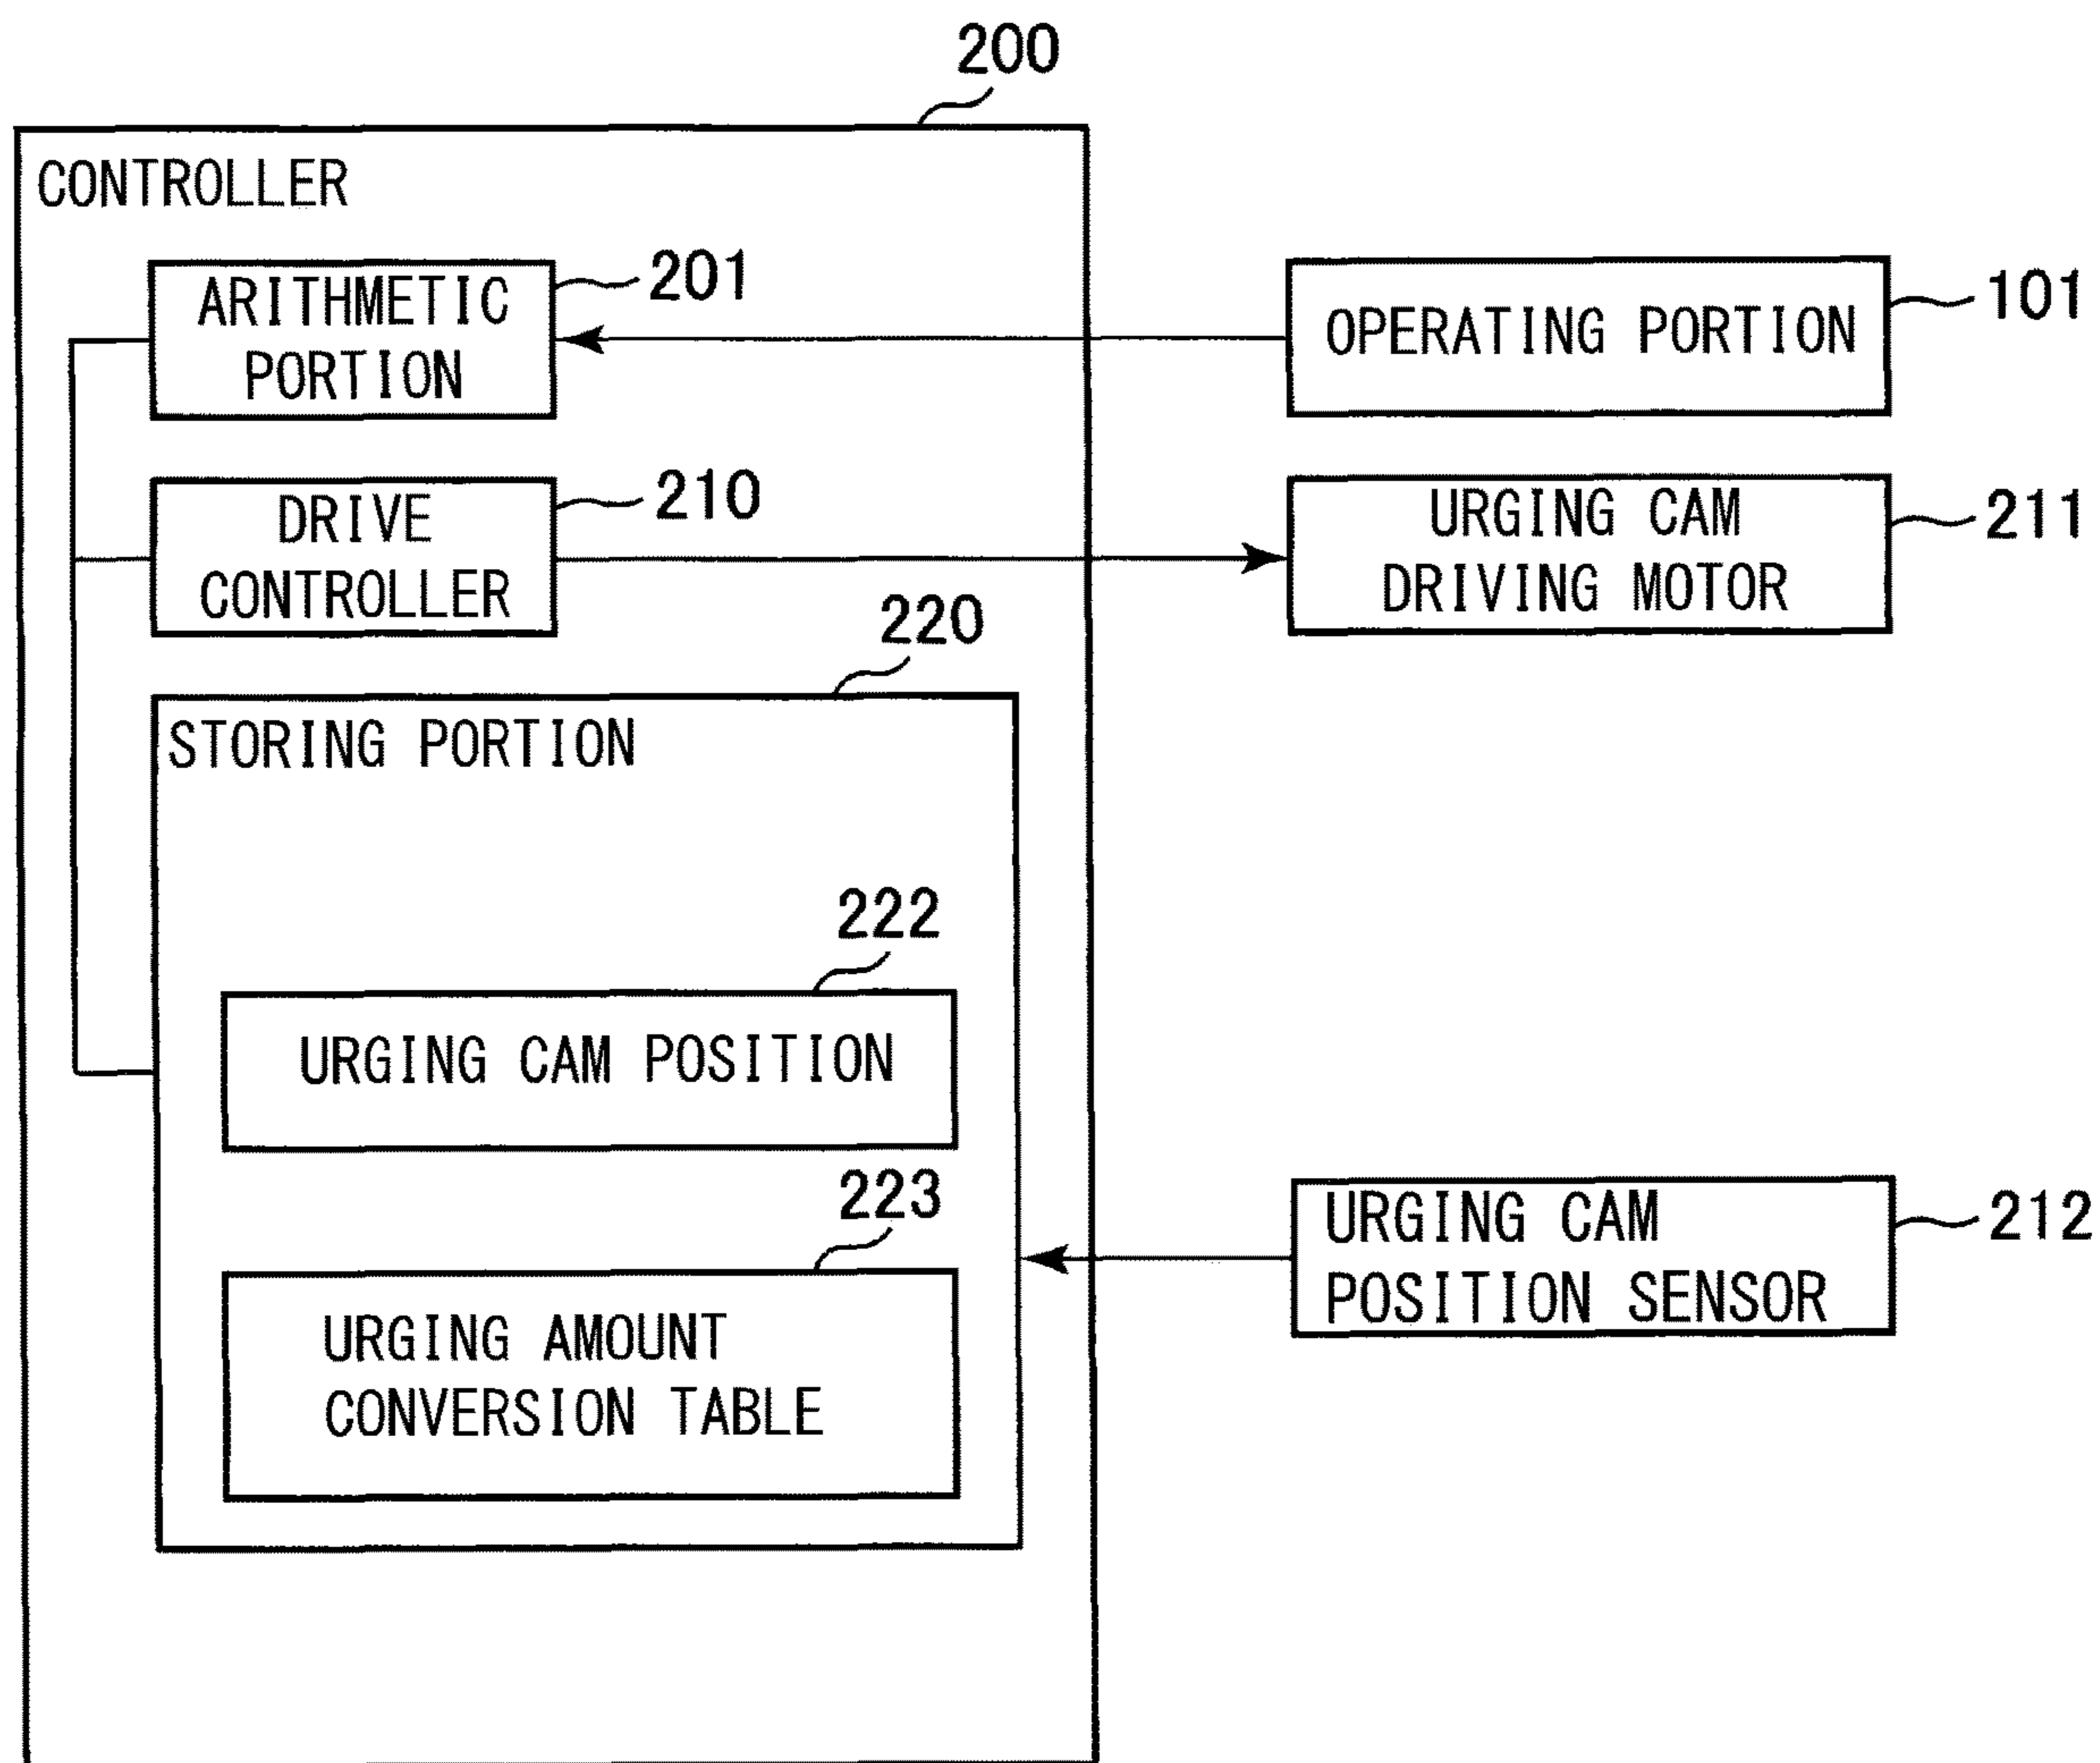 200
CONTROLLER
ARITHMETIC
PORTION
201
OPERATING PORTION
101
DRIVE
CONTROLLER
210
URGING CAM
DRIVING MOTOR
211
220
STORING PORTION
222
URGING CAM POSITION
223
URGING AMOUNT
CONVERSION TABLE
URGING CAM
POSITION SENSOR
212